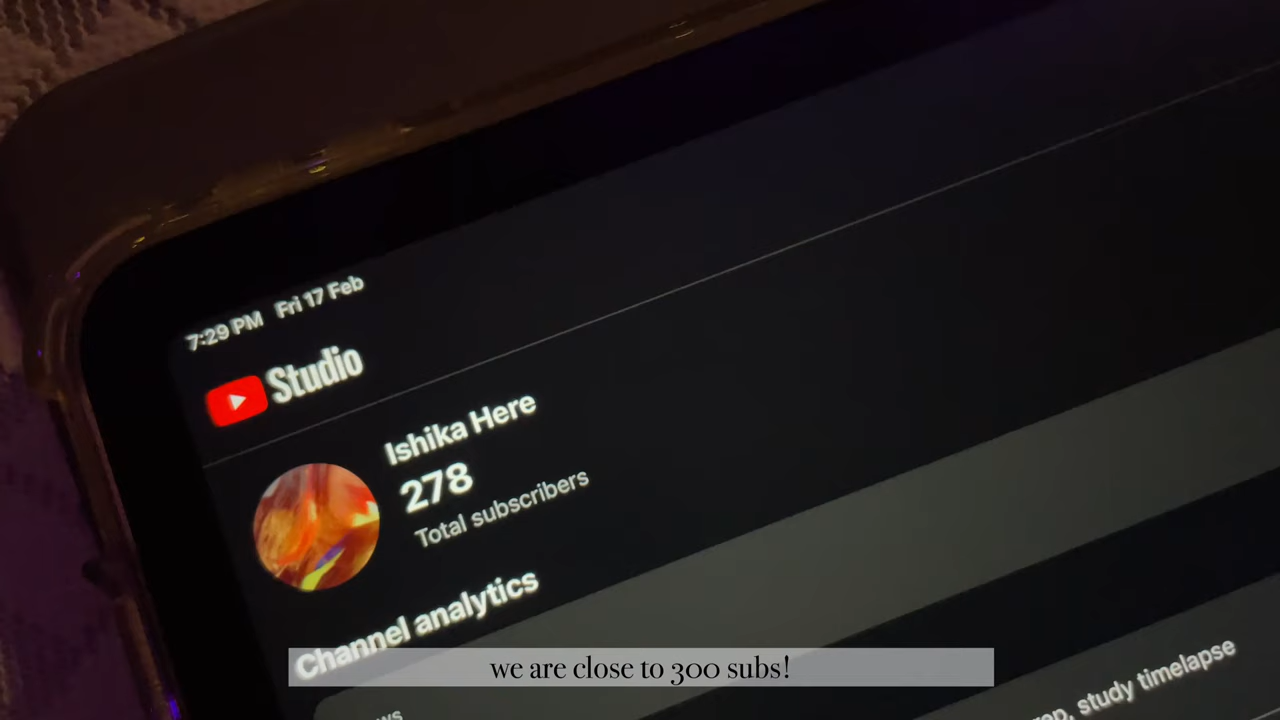 7:29 PM Fri 17 Feb
Studio
Ishika Here
278
Total subscribers
Channel analytics
we are close to 300 subs!
study timelapse